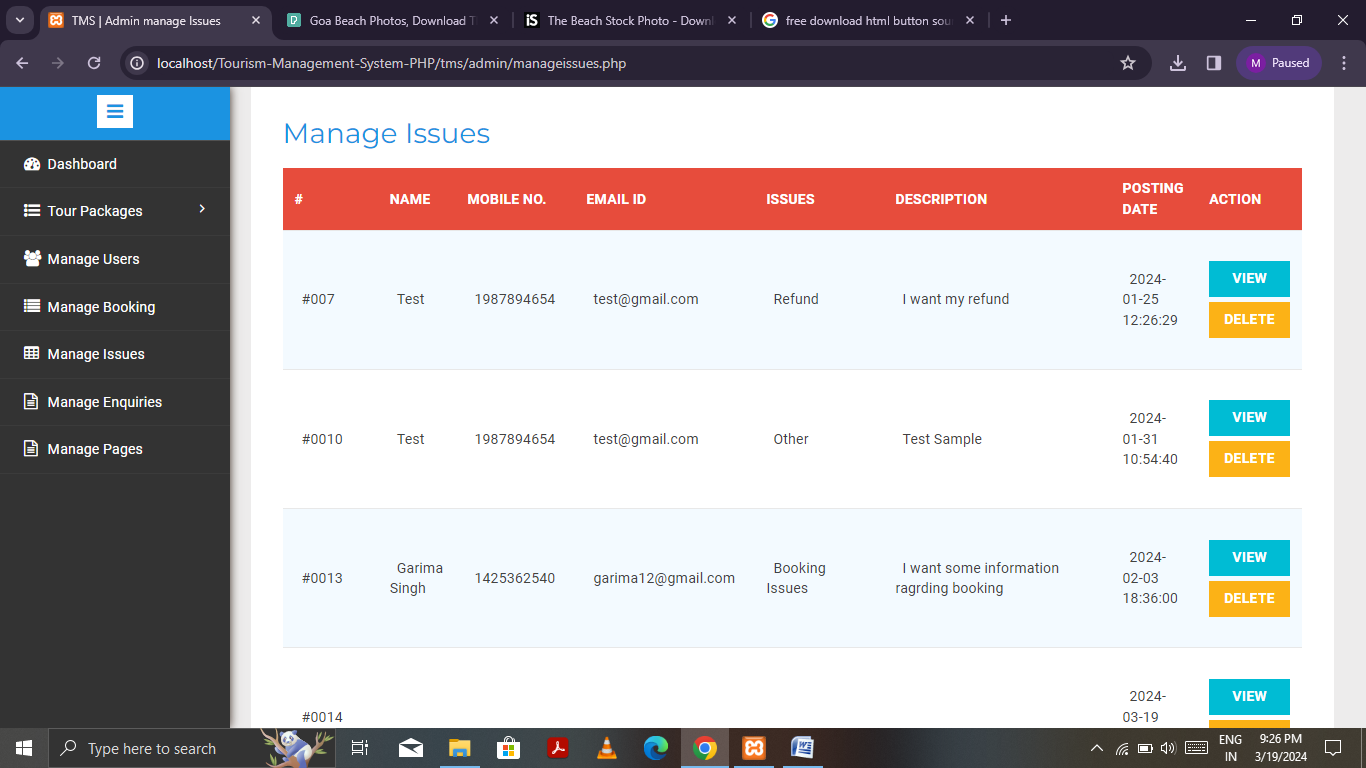 TMS | Admin manage Issues
Goa Beach Photos, Download
The Beach Stock Photo - Downl
free download html button sou
localhost/Tourism-Management-System-PHP/tms/admin/manageissues.php
M Paused
Dashboard
Tour Packages
Manage Users
Manage Booking
Manage Issues
Manage Enquiries
Manage Pages
Manage Issues
# NAME MOBILE NO. EMAIL ID ISSUES DESCRIPTION POSTING DATE ACTION
#007 Test 1987894654 test@gmail.com Refund I want my refund 2024-
01-25
12:26:29
VIEW
DELETE
#0010 Test 1987894654 test@gmail.com Other Test Sample 2024-
01-31
10:54:40
VIEW
DELETE
#0013 Garima
Singh
1425362540 garima12@gmail.com Booking
Issues
I want some information
ragrding booking
2024-
02-03
18:36:00
VIEW
DELETE
#0014 2024-
03-19
VIEW
Type here to search
ENG
IN
9:26 PM
3/19/2024